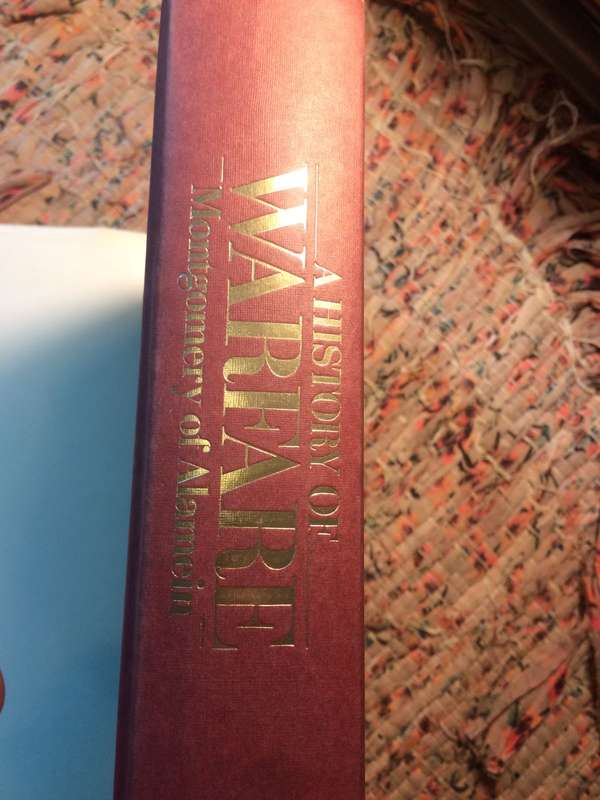 A HISTORY OF
WARFARE
Montgomery of Alamein